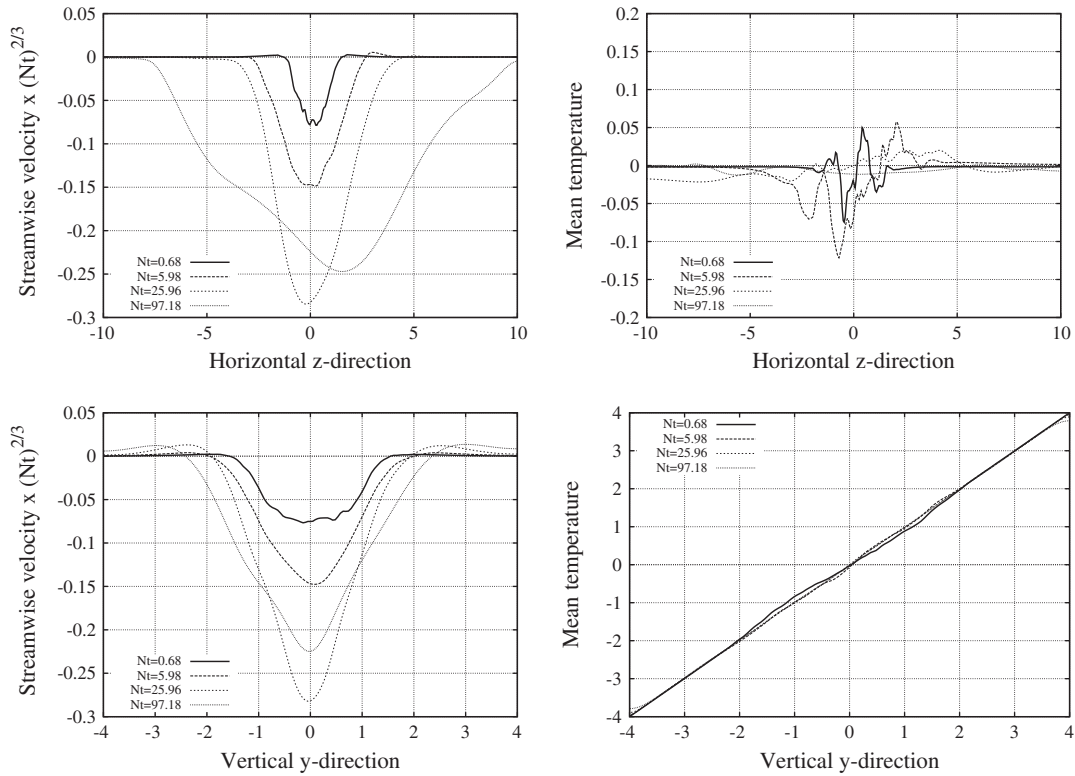 Streamwise velocity x (Nt)^2/3
0.05
0
-0.05
-0.1
-0.15
-0.2
-0.25
-0.3
Nt=0.68
Nt=5.98
Nt=25.96
Nt=97.18
-10
-5
0
5
10
Horizontal z-direction
Mean temperature
0.2
0.15
0.1
0.05
0
-0.05
-0.1
-0.15
-0.2
Nt=0.68
Nt=5.98
Nt=25.96
Nt=97.18
-10
-5
0
5
10
Horizontal z-direction
Streamwise velocity x (Nt)^2/3
0.05
0
-0.05
-0.1
-0.15
-0.2
-0.25
-0.3
Nt=0.68
Nt=5.98
Nt=25.96
Nt=97.18
-4
-3
-2
-1
0
1
2
3
4
Vertical y-direction
Mean temperature
4
3
2
1
0
-1
-2
-3
-4
Nt=0.68
Nt=5.98
Nt=25.96
Nt=97.18
-4
-3
-2
-1
0
1
2
3
4
Vertical y-direction